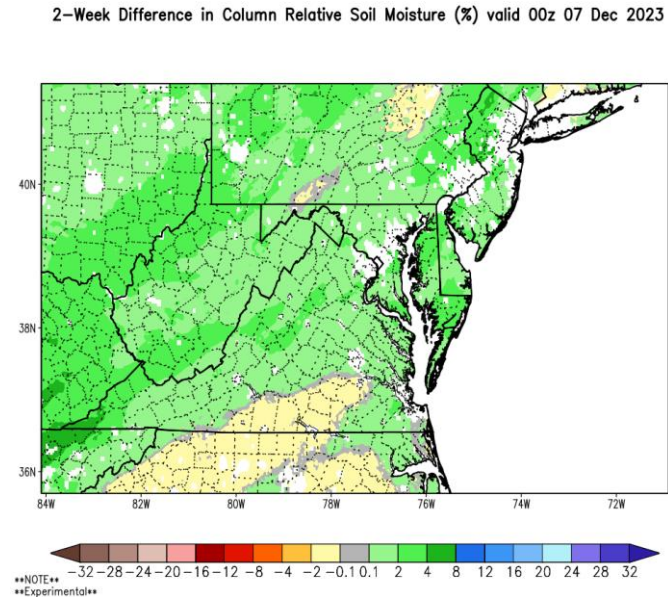 2-Week Difference in Column Relative Soil Moisture (%) valid 00z 07 Dec 2023
40N
38N
36N
84W 82W 80W 78W 76W 74W 72W
-32 -28 -24 -20 -16 -12 -8 -4 -2 -0.1 0.1 2 4 8 12 16 20 24 28 32
**NOTE**
**Experimental**